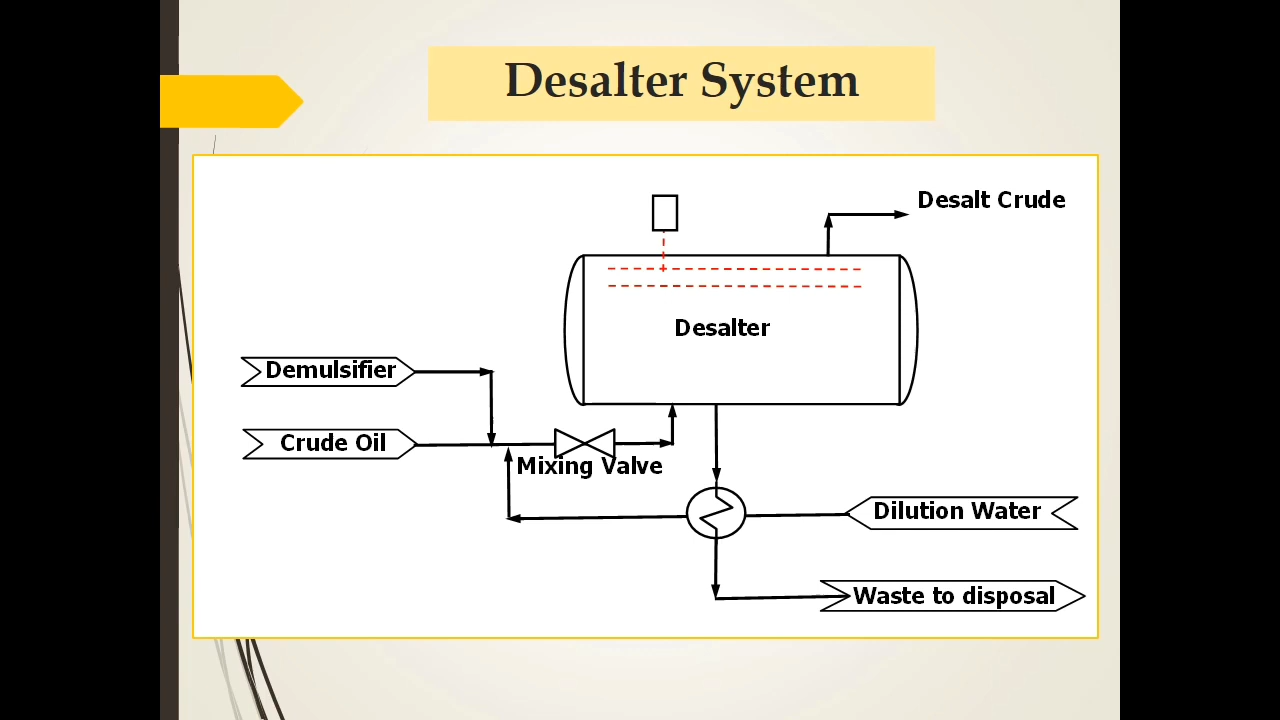 Desalter System
Desalt Crude
Desalter
Demulsifier
Crude Oil
Mixing Valve
Dilution Water
Waste to disposal